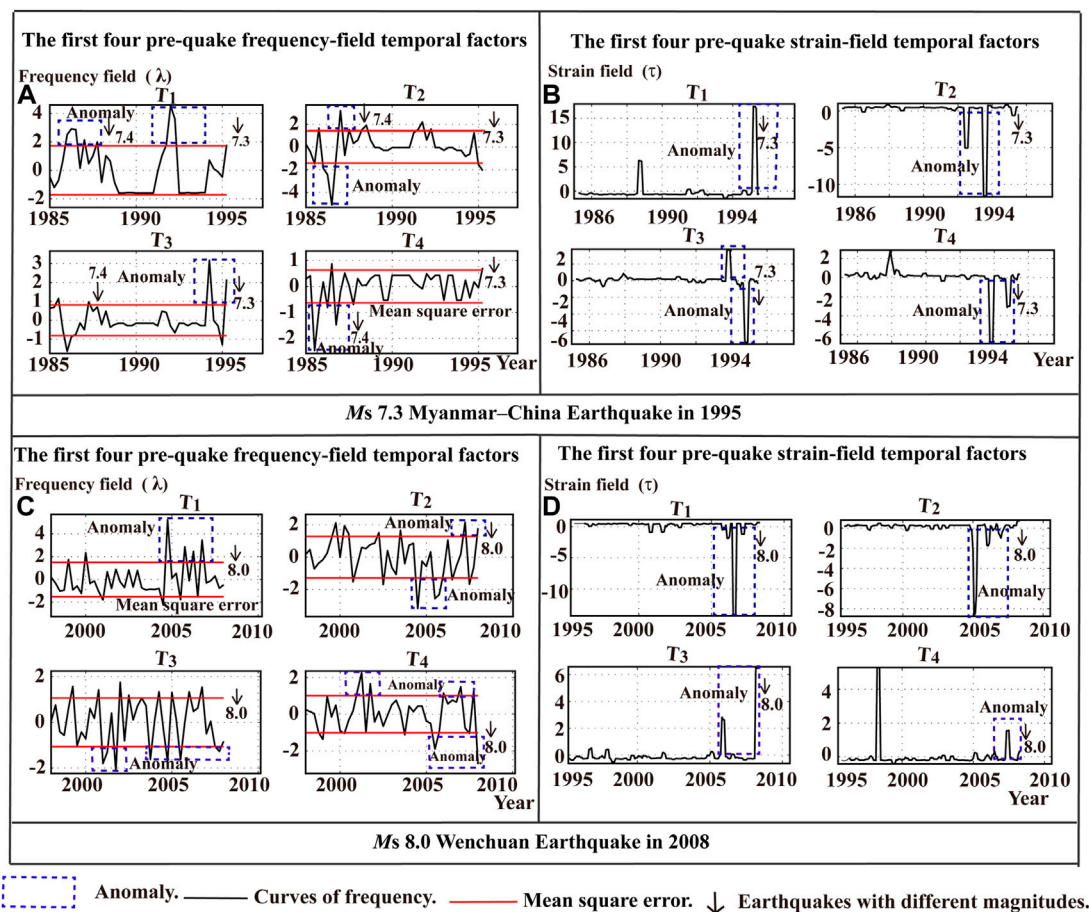 The first four pre-quake frequency-field temporal factors
Frequency field (λ)
A
T1
Anomaly
7.4
7.3
4
2
0
-2
1985
1990
1995
T2
7.4
7.3
Anomaly
2
0
-2
-4
1985
1990
1995
T3
7.4
Anomaly
7.3
3
2
1
0
-1
1985
1990
1995
T4
7.3
Mean square error
7.4
Anomaly
1
0
-1
-2
1985
1990
1995
Year
The first four pre-quake strain-field temporal factors
Strain field (τ)
B
T1
Anomaly
7.3
15
10
5
0
1986
1990
1994
T2
Anomaly
7.3
0
-5
-10
1986
1990
1994
T3
7.3
Anomaly
2
0
-2
-4
-6
1986
1990
1994
T4
Anomaly
7.3
2
0
-2
-4
-6
1986
1990
1994
Year
Ms 7.3 Myanmar–China Earthquake in 1995
The first four pre-quake frequency-field temporal factors
Frequency field (λ)
C
T1
Anomaly
8.0
Mean square error
4
2
0
-2
2000
2005
2010
T2
Anomaly
8.0
Anomaly
2
0
-2
2000
2005
2010
T3
8.0
Anomaly
2
0
-2
2000
2005
2010
T4
Anomaly
8.0
Anomaly
2
0
-2
2000
2005
2010
Year
The first four pre-quake strain-field temporal factors
Strain field (τ)
D
T1
8.0
Anomaly
0
-5
-10
1995
2000
2005
2010
T2
8.0
Anomaly
0
-2
-4
-6
-8
1995
2000
2005
2010
T3
Anomaly
8.0
6
4
2
0
1995
2000
2005
2010
T4
Anomaly
8.0
4
2
0
1995
2000
2005
2010
Year
Ms 8.0 Wenchuan Earthquake in 2008
Anomaly.
Curves of frequency.
Mean square error.
Earthquakes with different magnitudes.